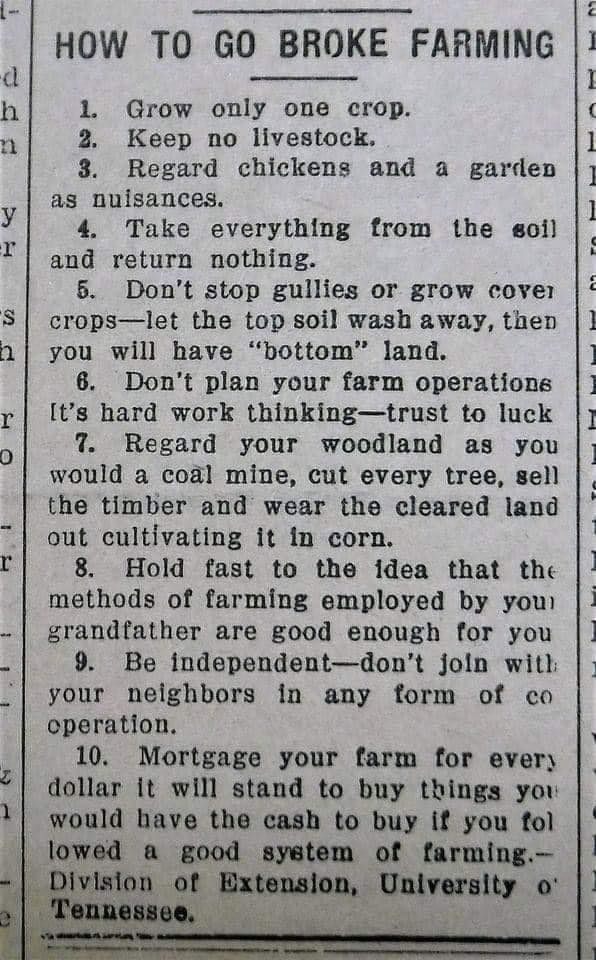 HOW TO GO BROKE FARMING
1. Grow only one crop.
2. Keep no livestock.
3. Regard chickens and a garden
as nuisances.
4. Take everything from the soil
and return nothing.
5. Don't stop gullies or grow cover
crops—let the top soil wash away, then
you will have "bottom" land.
6. Don't plan your farm operations
It's hard work thinking—trust to luck
7. Regard your woodland as you
would a coal mine, cut every tree, sell
the timber and wear the cleared land
out cultivating it in corn.
8. Hold fast to the idea that the
methods of farming employed by your
grandfather are good enough for you
9. Be independent—don't join with
your neighbors in any form of co
operation.
10. Mortgage your farm for every
dollar it will stand to buy things you
would have the cash to buy if you fol
lowed a good system of farming.—
Division of Extension, University o
Tennessee.